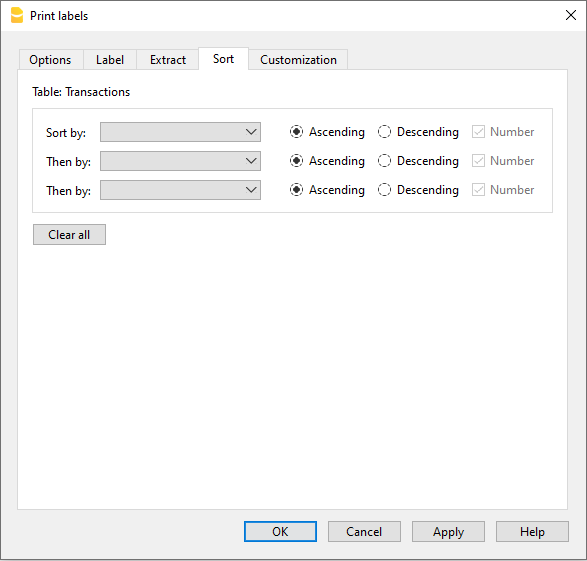 Print labels
Options Label Extract Sort Customization
Table: Transactions
Sort by: Ascending Descending Number
Then by: Ascending Descending Number
Then by: Ascending Descending Number
Clear all
OK Cancel Apply Help